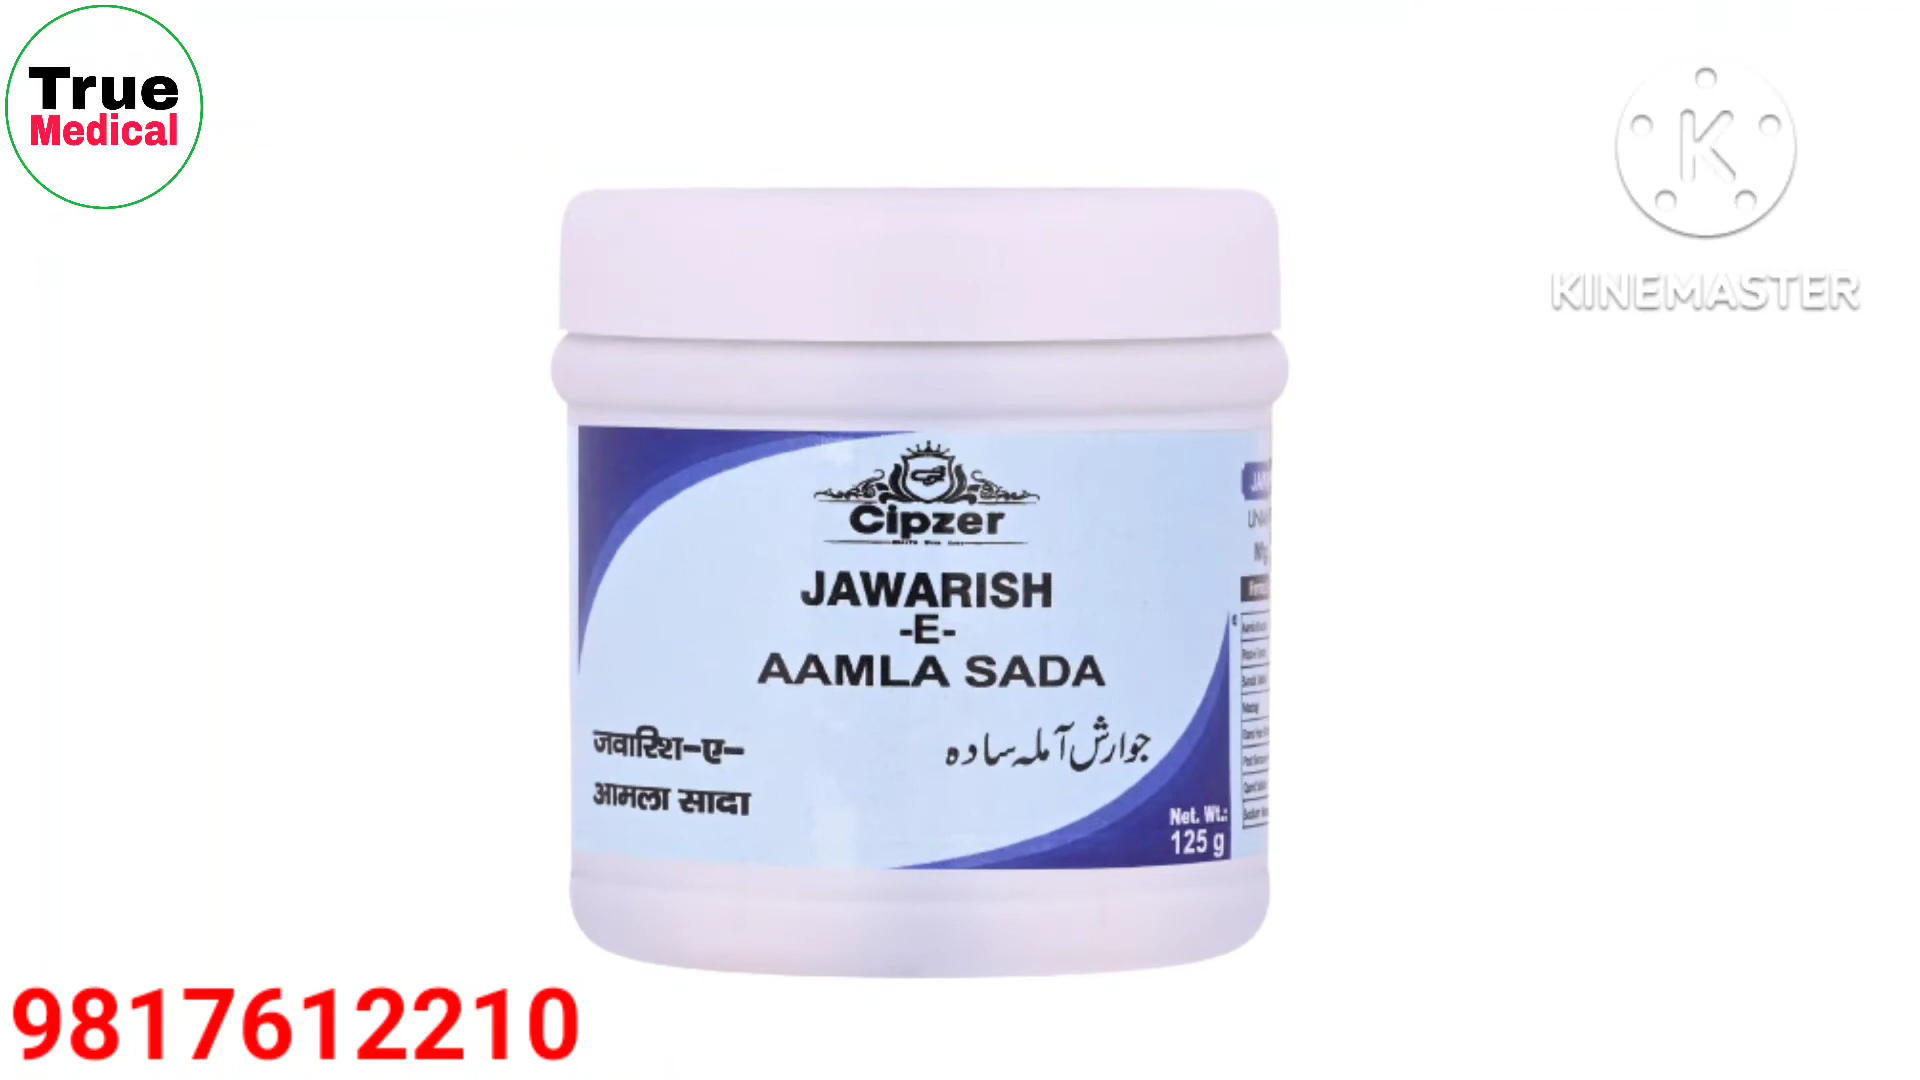 True
Medical
K
KINEMASTER
Cipzer
JAWARISH
-E-
AAMLA SADA
जवारिश-ए-
आमला सादा
جوارش آملہ سادہ
Net. Wt.:
125 g
9817612210